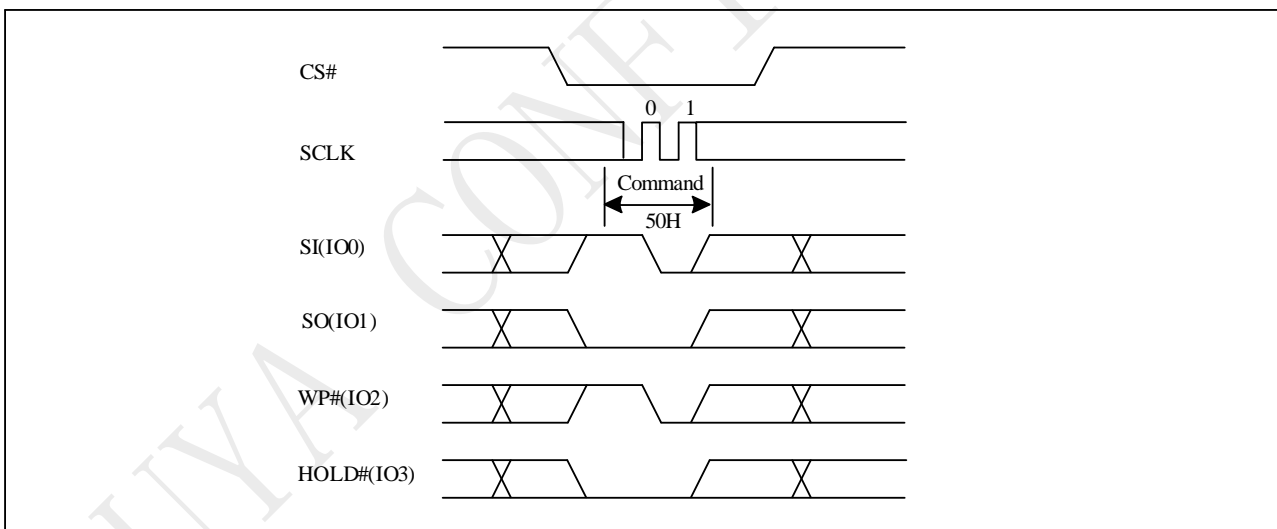 CS#
0 1
SCLK
Command
50H
SI(IO0)
SO(IO1)
WP#(IO2)
HOLD#(IO3)